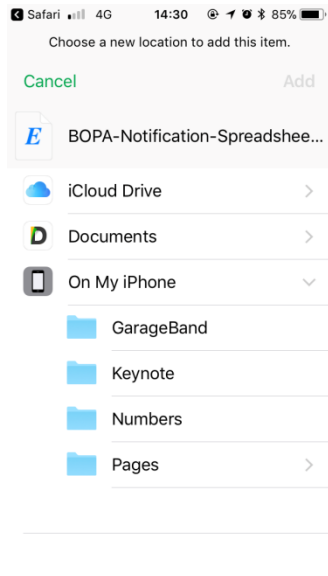 Safari 4G 14:30 85%
Choose a new location to add this item.
Cancel Add
E BOPA-Notification-Spreadshee...
iCloud Drive
D Documents
On My iPhone
GarageBand
Keynote
Numbers
Pages